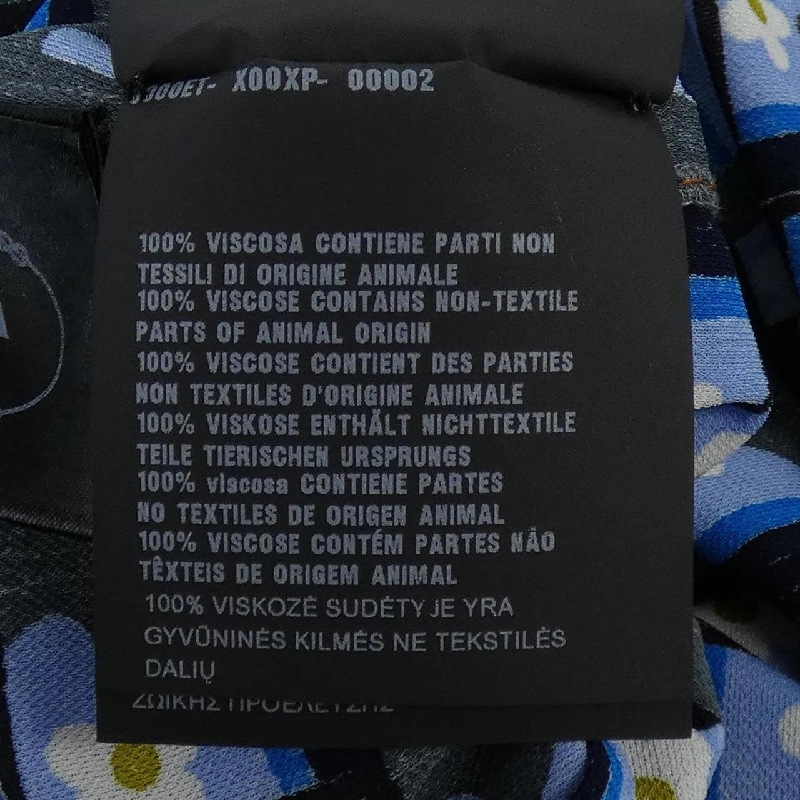 X00XP- 00002
100% VISCOSA CONTIENE PARTI NON
TESSILI DI ORIGINE ANIMALE
100% VISCOSE CONTAINS NON-TEXTILE
PARTS OF ANIMAL ORIGIN
100% VISCOSE CONTIENT DES PARTIES
NON TEXTILES D'ORIGINE ANIMALE
100% VISKOSE ENTHÄLT NICHTTEXTILE
TEILE TIERISCHEN URSPRUNGS
100% viscosa CONTIENE PARTES
NO TEXTILES DE ORIGEN ANIMAL
100% VISCOSE CONTÉM PARTES NÃO
TÊXTEIS DE ORIGEM ANIMAL
100% VISKOZĖ SUDĖTYJE YRA
GYVŪNINĖS KILMĖS NE TEKSTILĖS
DALIŲ
ΖΩΙΚΗΣ ΠΡΟΕΛΕΥΣΗΣ